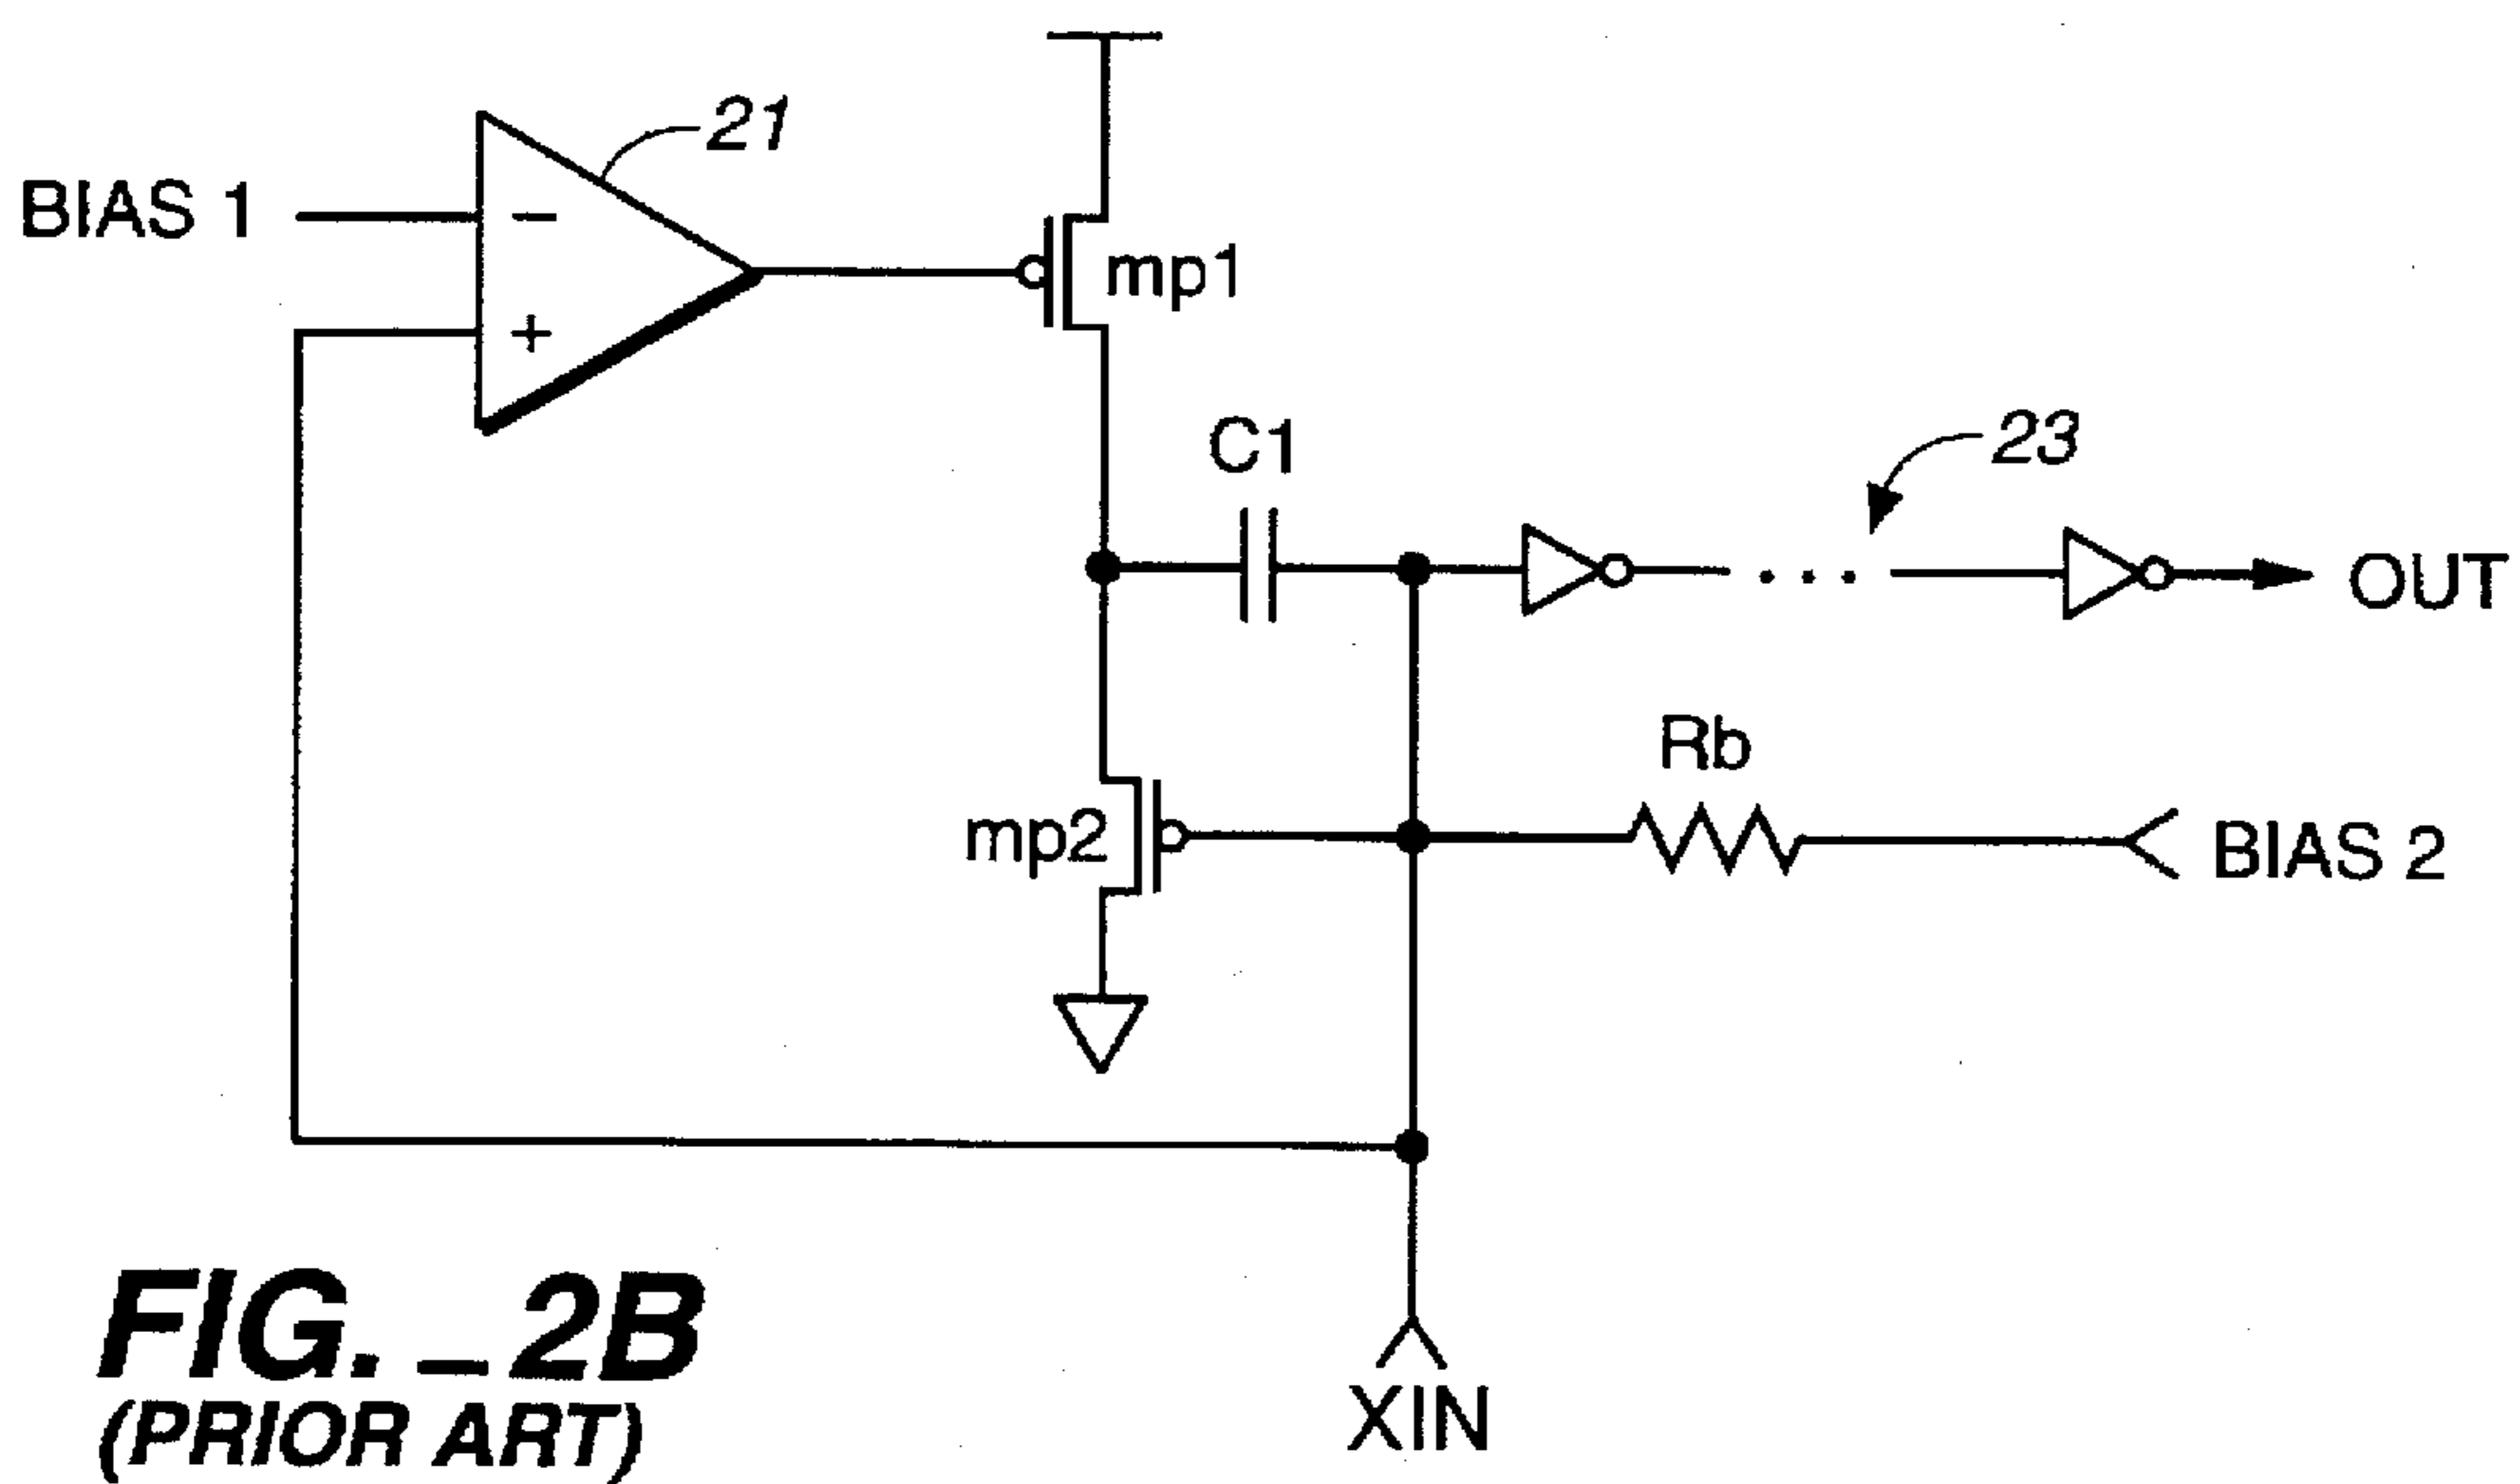 21
BIAS 1
−
mp1
+
C1
23
OUT
Rb
mp2
BIAS 2
XIN
FIG._2B
(PRIOR ART)